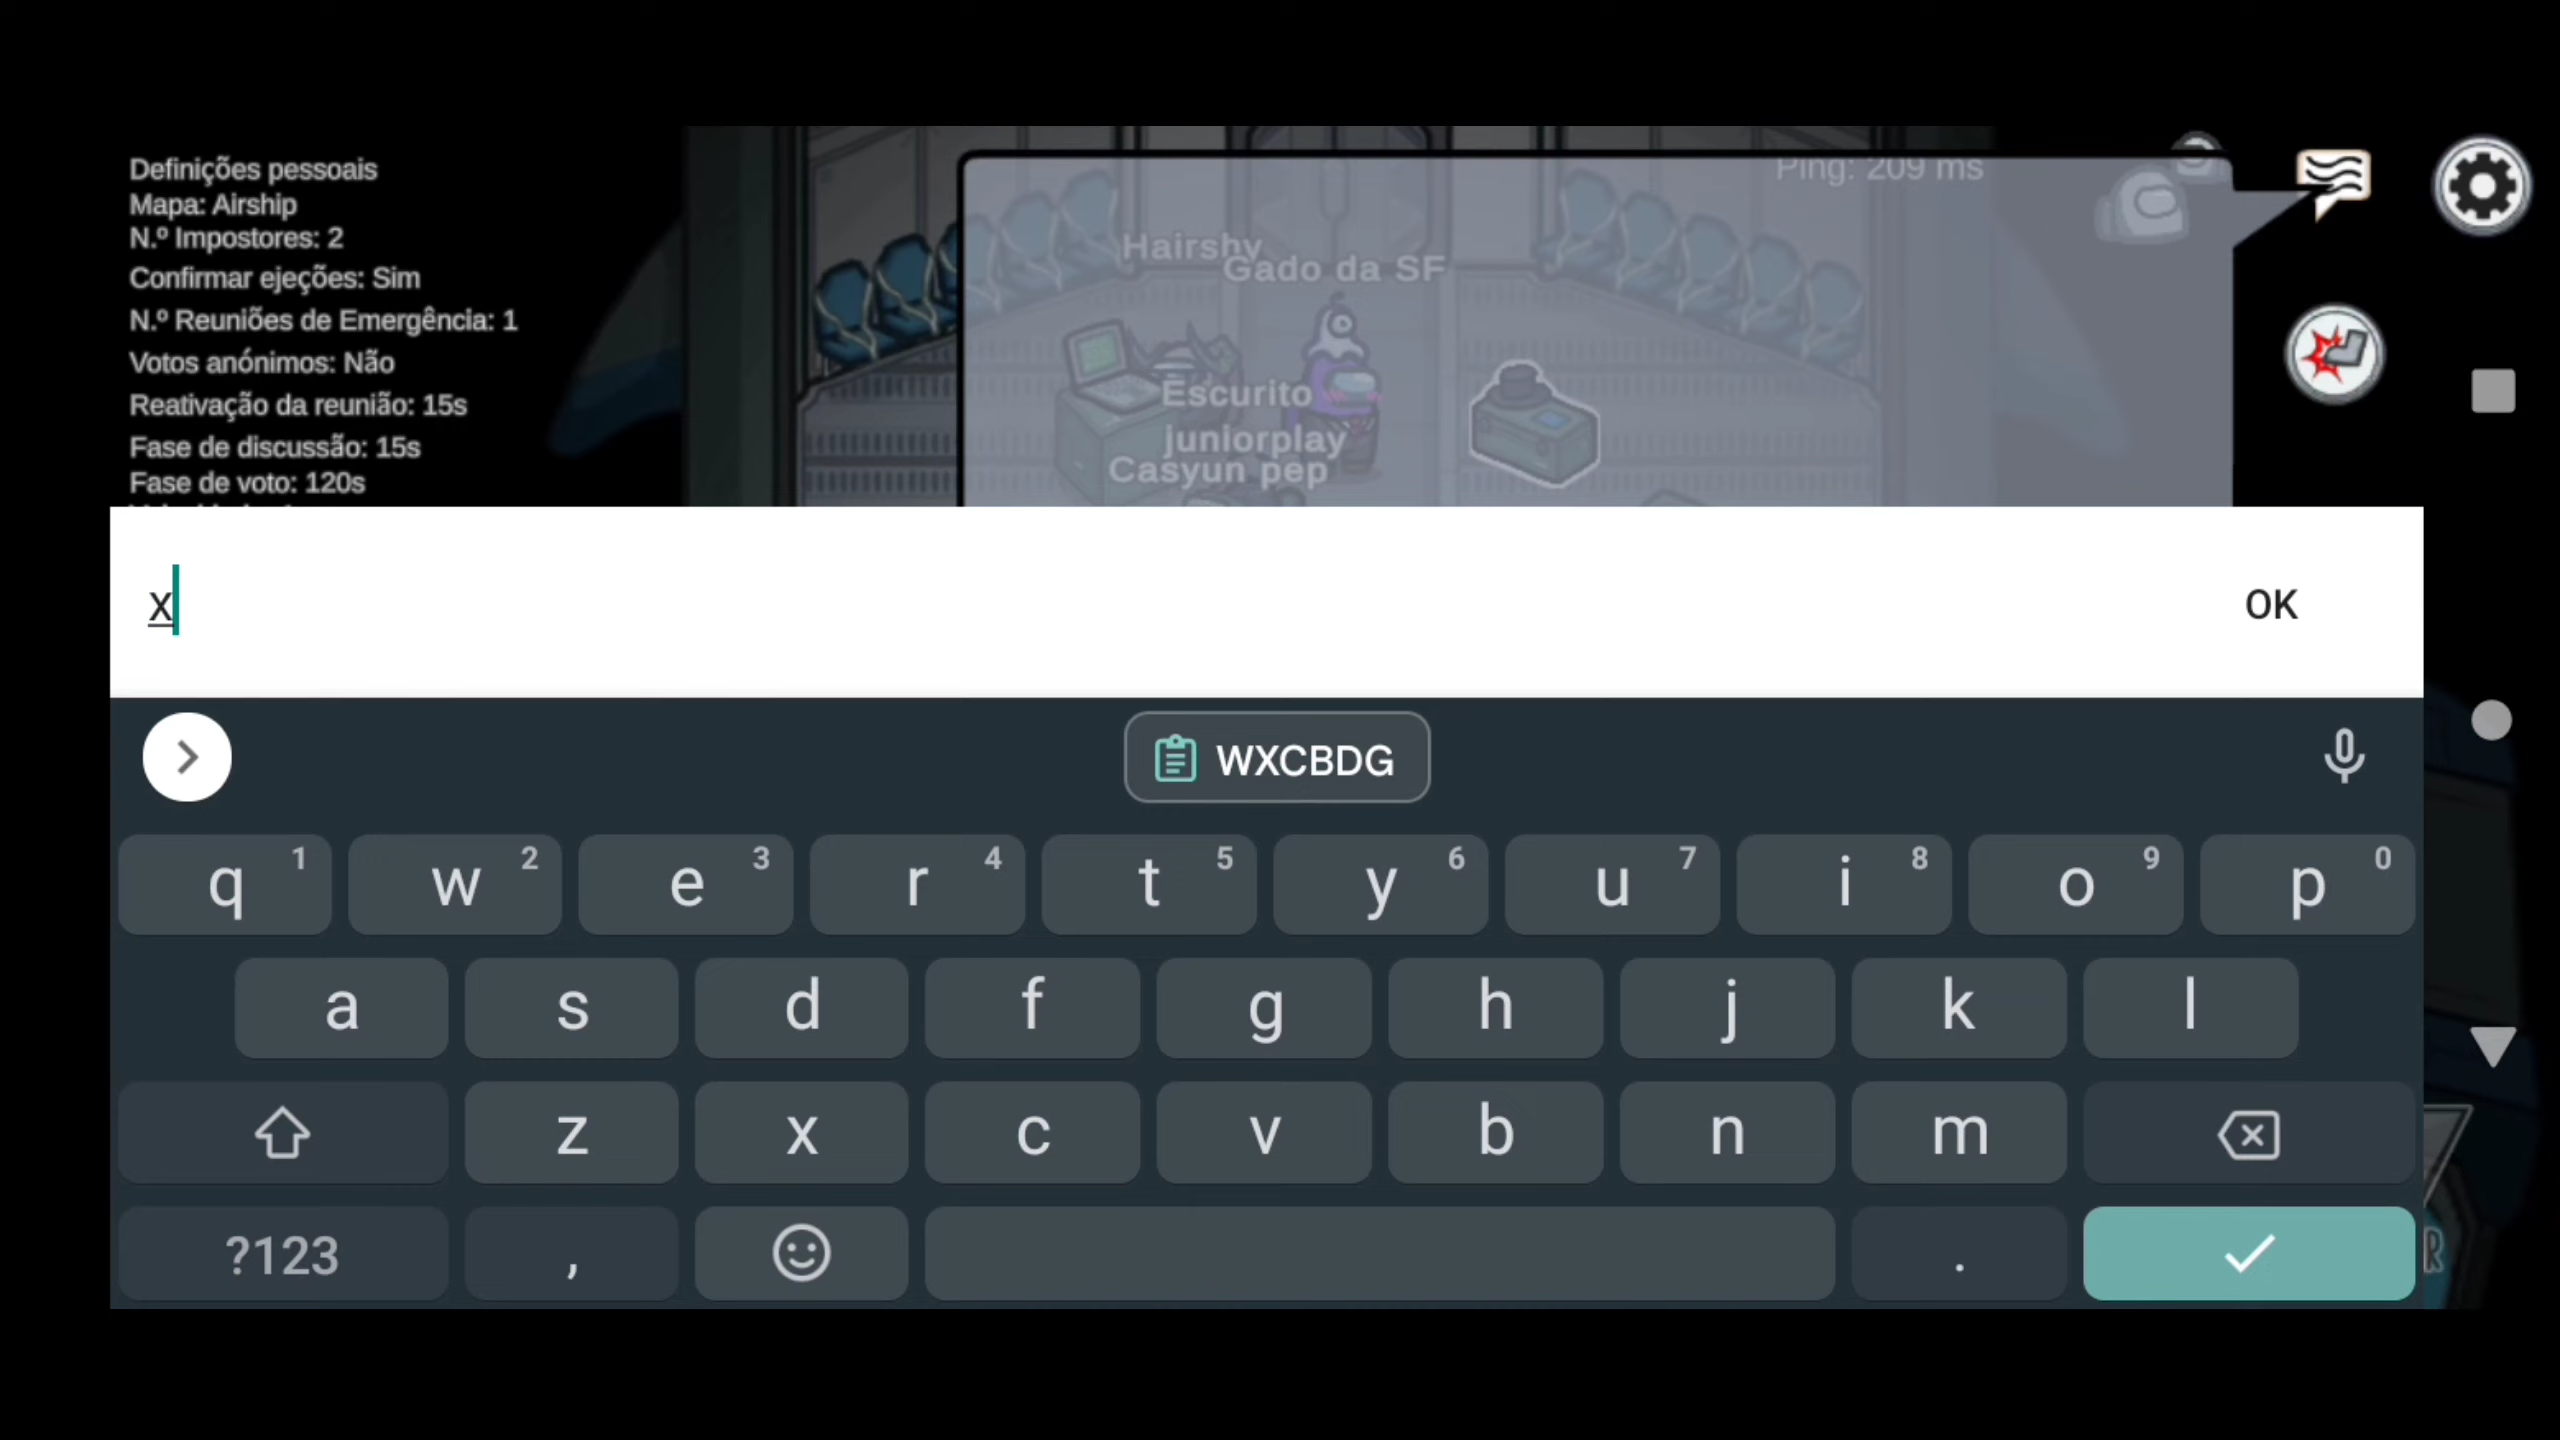 Definições pessoais
Mapa: Airship
N.º Impostores: 2
Confirmar ejeções: Sim
N.º Reuniões de Emergência: 1
Votos anónimos: Não
Reativação da reunião: 15s
Fase de discussão: 15s
Fase de voto: 120s
Ping: 209 ms
Hairshy
Gado da SF
Escurito
juniorplay
Casyun pep
x
OK
WXCBDG
q 1 w 2 e 3 r 4 t 5 y 6 u 7 i 8 o 9 p 0
a s d f g h j k l
z x c v b n m
?123 , .
R